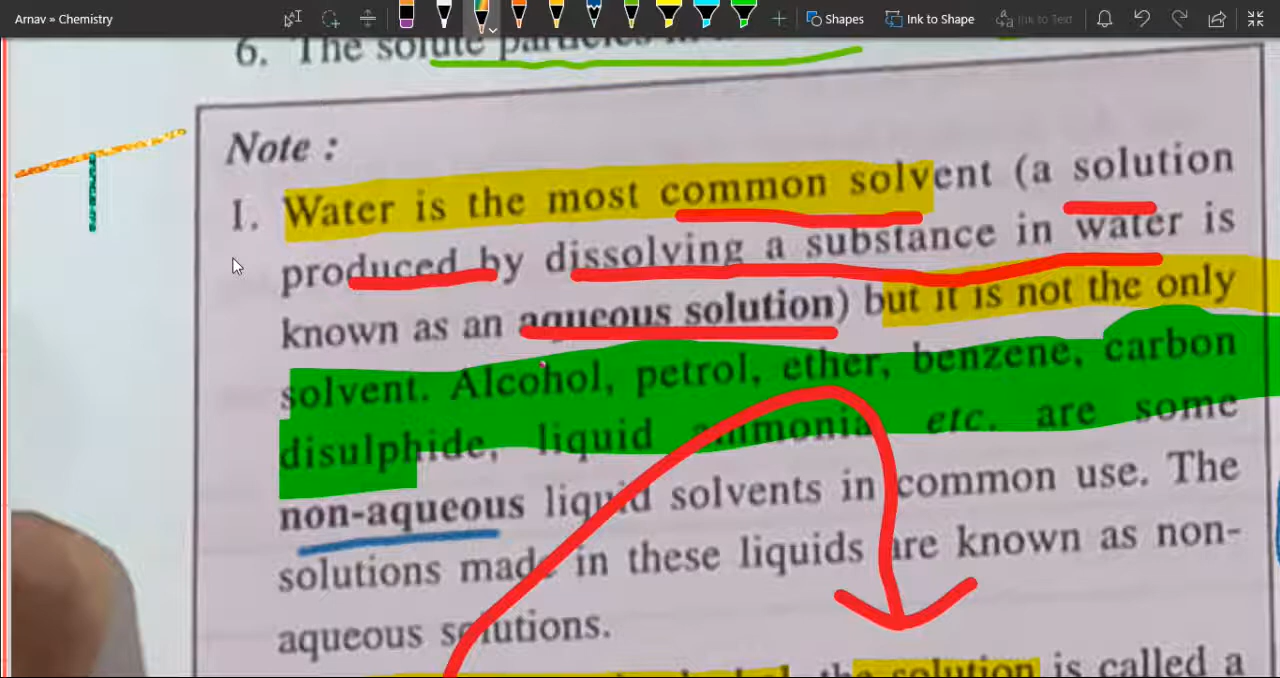 Arnav » Chemistry
Shapes
Ink to Shape
Ink to Text
6. The solute particles in
Note :
1. Water is the most common solvent (a solution
produced by dissolving a substance in water is
known as an aqueous solution) but it is not the only
solvent. Alcohol, petrol, ether, benzene, carbon
disulphide, liquid ammonia etc. are some
non-aqueous liquid solvents in common use. The
solutions made in these liquids are known as non-
aqueous solutions.
the solution is called a